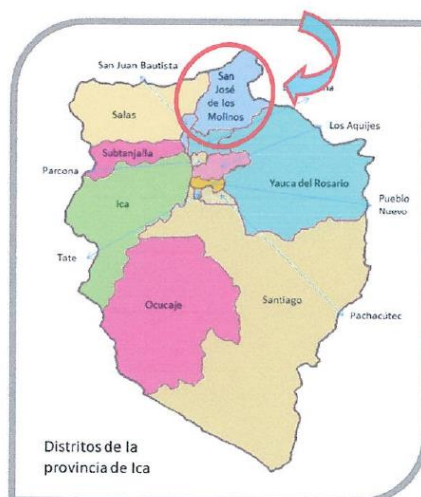 San Juan Bautista
San
José
de los
Molinos
Salas
Los Aquijes
Subtanjalla
Parcona
Yauca del Rosario
Ica
Pueblo
Nuevo
Tate
Santiago
Ocucaje
Pachacútec
Distritos de la
provincia de Ica